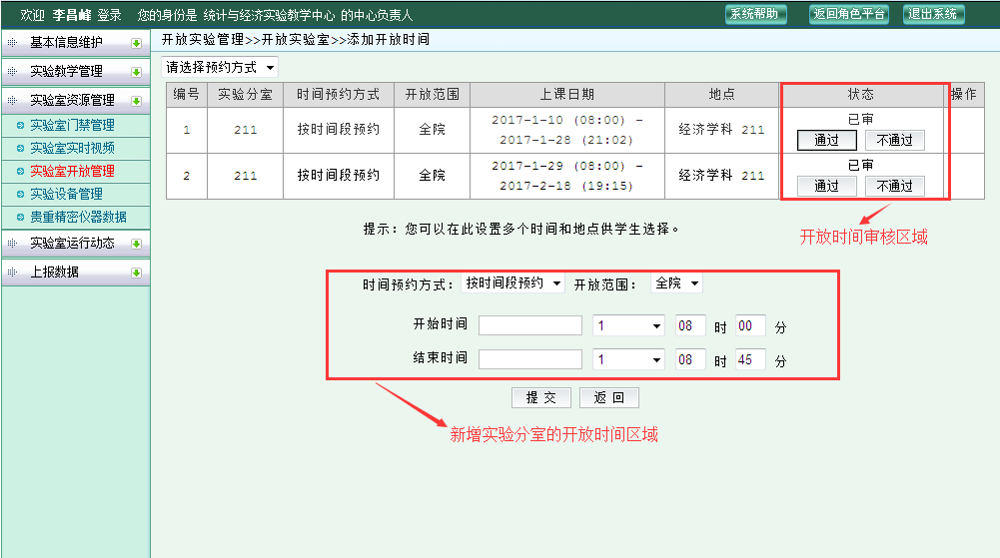 欢迎 李昌峰 登录 您的身份是 统计与经济实验教学中心 的中心负责人 系统帮助 返回角色平台 退出系统
基本信息维护
实验教学管理
实验室资源管理
实验室门禁管理
实验室实时视频
实验室开放管理
实验设备管理
贵重精密仪器数据
实验室运行动态
上报数据
开放实验管理>>开放实验室>>添加开放时间
请选择预约方式
编号 实验分室 时间预约方式 开放范围 上课日期 地点 状态 操作
1 211 按时间段预约 全院 2017-1-10 (08:00) - 2017-1-28 (21:02) 经济学科 211 已审
通过 不通过
2 211 按时间段预约 全院 2017-1-29 (08:00) - 2017-2-18 (19:15) 经济学科 211 已审
通过 不通过
提示：您可以在此设置多个时间和地点供学生选择。
开放时间审核区域
时间预约方式： 按时间段预约 开放范围： 全院
开始时间 1 08 时 00 分
结束时间 1 08 时 45 分
提 交 返 回
新增实验分室的开放时间区域